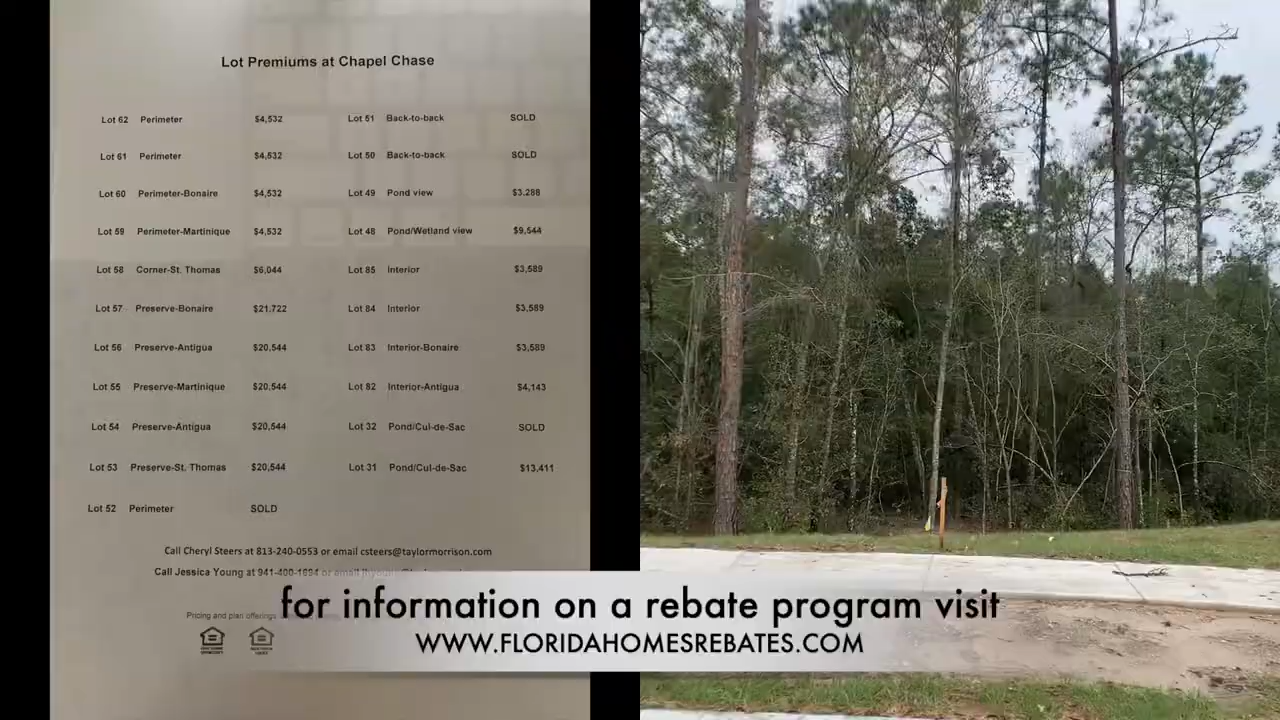 Lot Premiums at Chapel Chase
Lot 62 Perimeter $4,532 Lot 51 Back-to-back SOLD
Lot 61 Perimeter $4,532 Lot 50 Back-to-back SOLD
Lot 60 Perimeter-Bonaire $4,532 Lot 49 Pond view $3,288
Lot 59 Perimeter-Martinique $4,532 Lot 48 Pond/Wetland view $9,544
Lot 58 Corner-St. Thomas $6,044 Lot 85 Interior $3,589
Lot 57 Preserve-Bonaire $21,722 Lot 84 Interior $3,589
Lot 56 Preserve-Antigua $20,544 Lot 83 Interior-Bonaire $3,589
Lot 55 Preserve-Martinique $20,544 Lot 82 Interior-Antigua $4,143
Lot 54 Preserve-Antigua $20,544 Lot 32 Pond/Cul-de-Sac SOLD
Lot 53 Preserve-St. Thomas $20,544 Lot 31 Pond/Cul-de-Sac $13,411
Lot 52 Perimeter SOLD
Call Cheryl Steers at 813-240-0553 or email csteers@taylormorrison.com
Call Jessica Young at 941-400-1694 or email
Pricing and plan offerings
for information on a rebate program visit
WWW.FLORIDAHOMESREBATES.COM